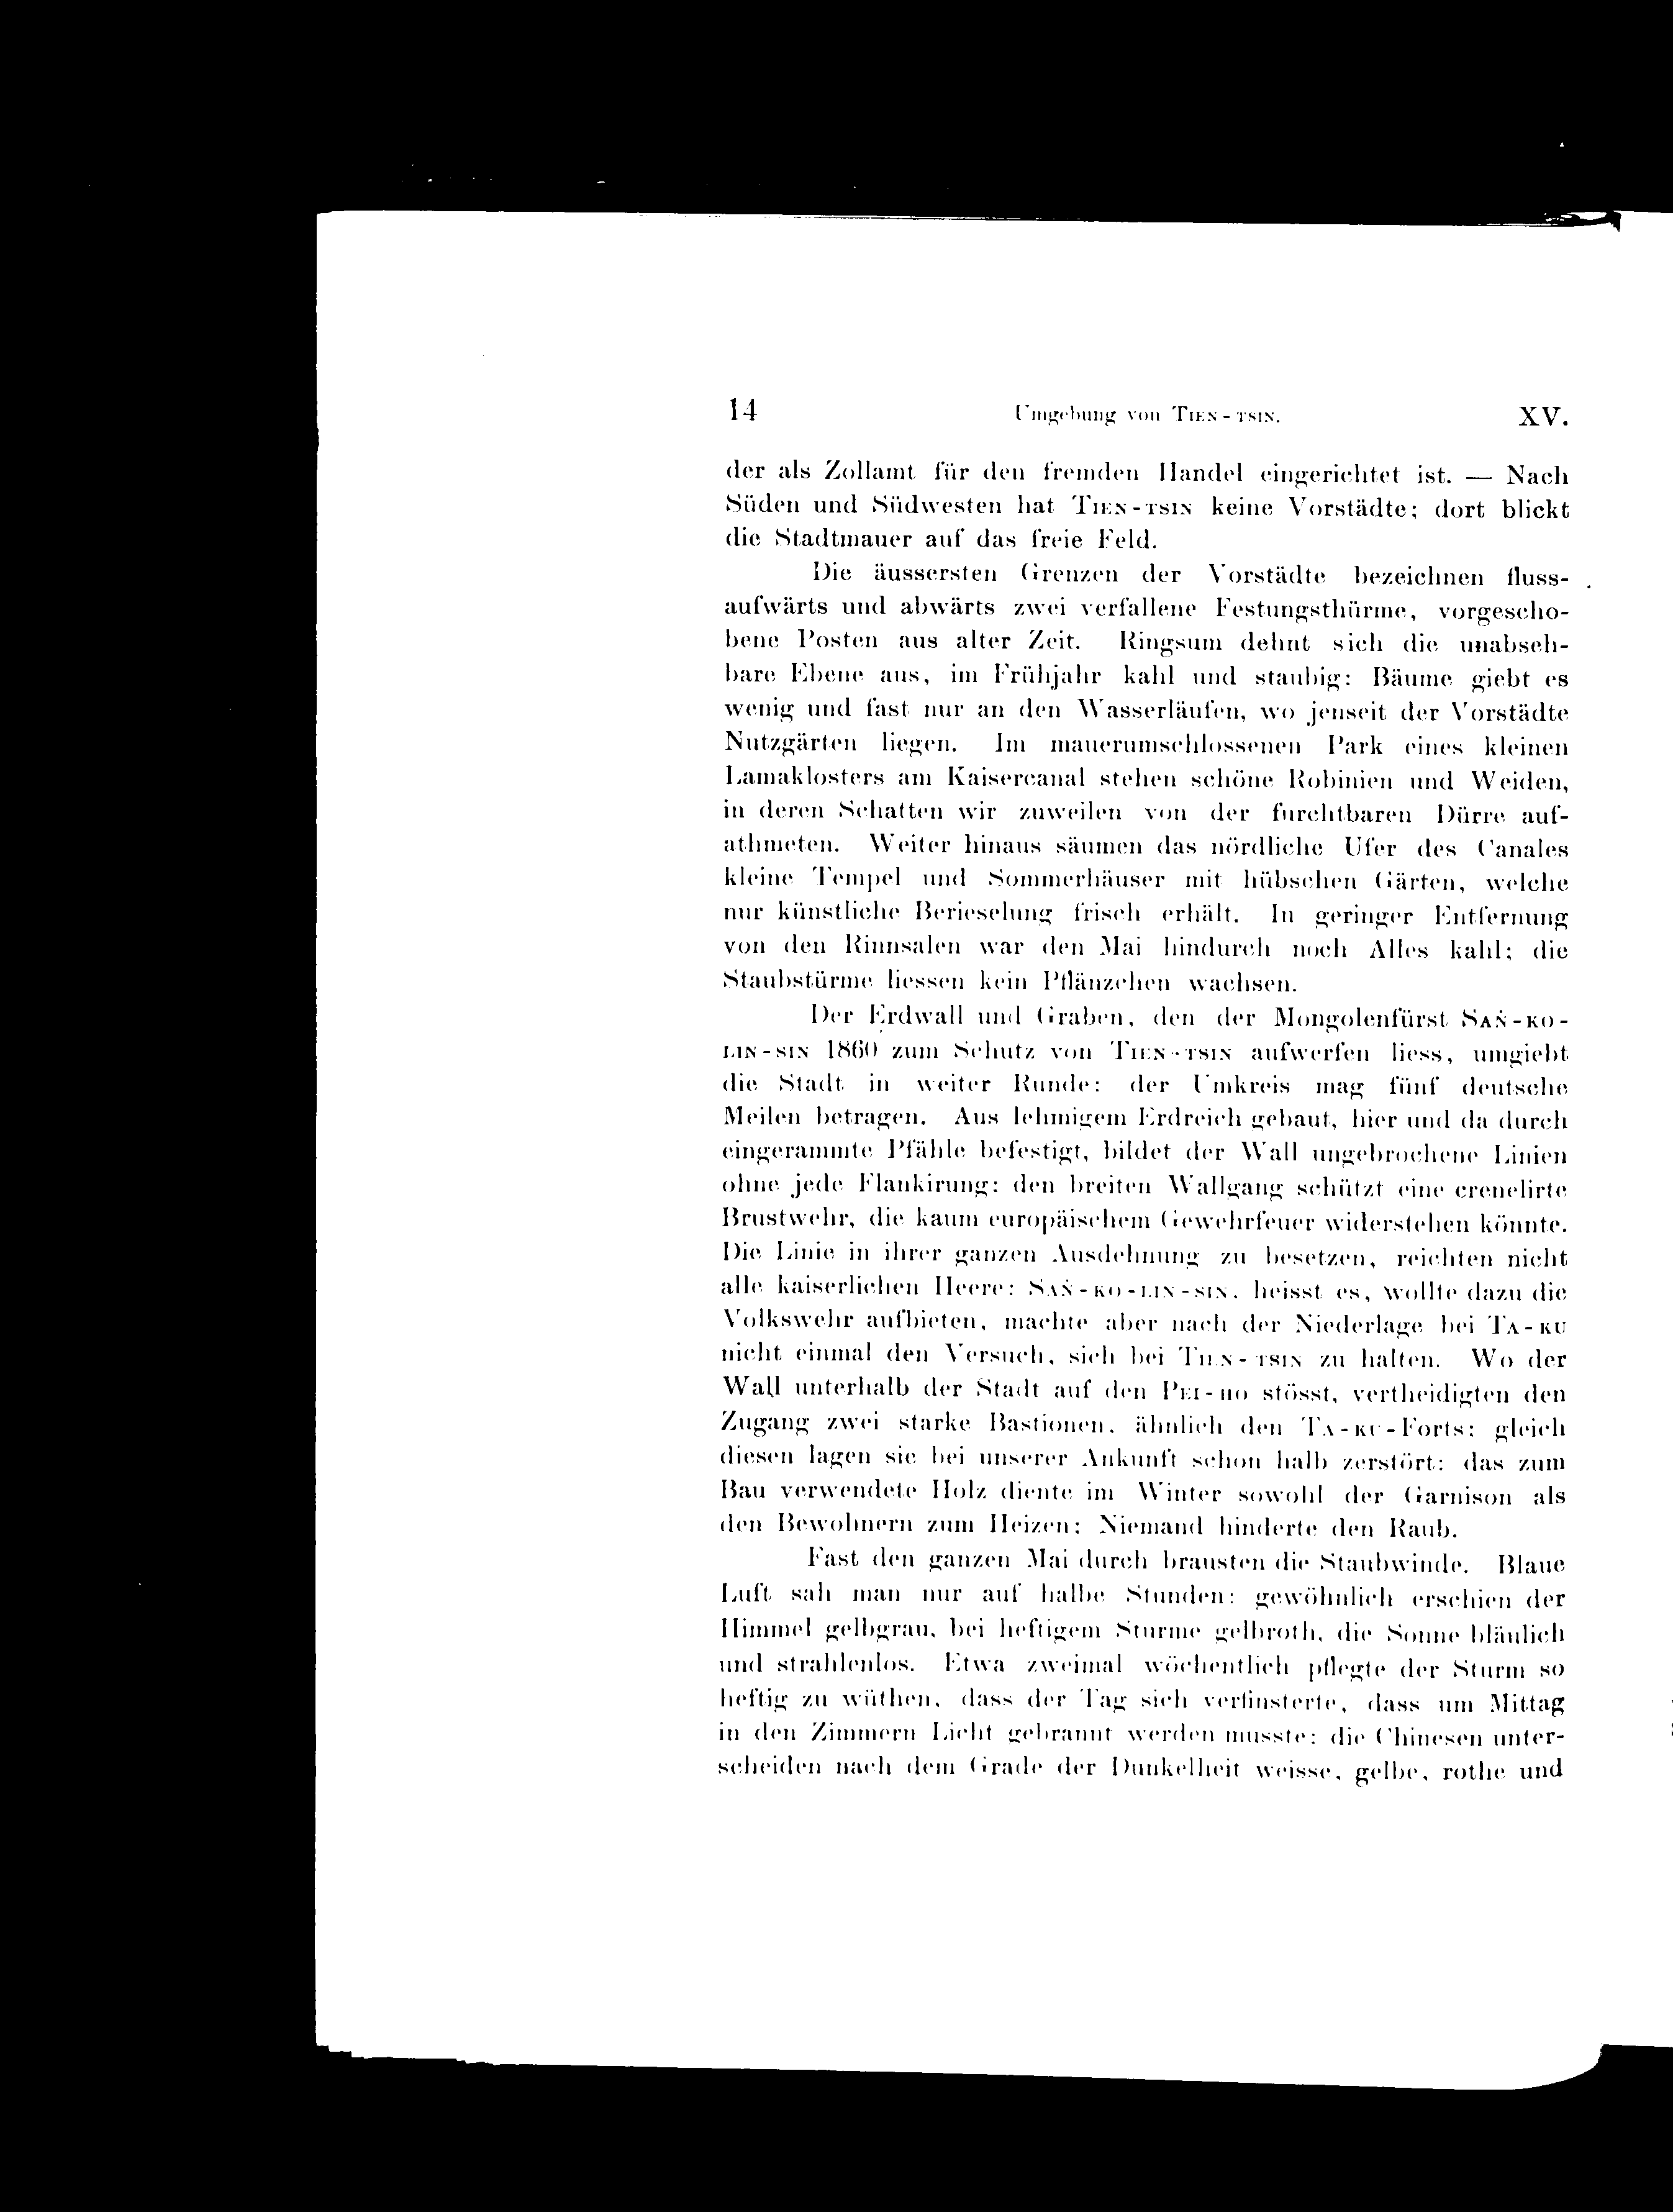 14 Umgebung von Tien-tsin. XV.
der als Zollamt für den fremden Handel eingerichtet ist. — Nach
Süden und Südwesten hat Tien-tsin keine Vorstädte; dort blickt
die Stadtmauer auf das freie Feld.
Die äussersten Grenzen der Vorstädte bezeichnen fluss-
aufwärts und abwärts zwei verfallene Festungsthürme, vorgescho-
bene Posten aus alter Zeit. Ringsum dehnt sich die unabseh-
bare Ebene aus, im Frühjahr kahl und staubig: Bäume giebt es
wenig und fast nur an den Wasserläufen, wo jenseit der Vorstädte
Nutzgärten liegen. Im mauerumschlossenen Park eines kleinen
Lamaklosters am Kaisercanal stehen schöne Robinien und Weiden,
in deren Schatten wir zuweilen von der furchtbaren Dürre auf-
athmeten. Weiter hinaus säumen das nördliche Ufer des Canales
kleine Tempel und Sommerhäuser mit hübschen Gärten, welche
nur künstliche Berieselung frisch erhält. In geringer Entfernung
von den Rinnsalen war den Mai hindurch noch Alles kahl; die
Staubstürme liessen kein Pflänzchen wachsen.
Der Erdwall und Graben, den der Mongolenfürst Saṅ-ko-
lin-sin 1860 zum Schutz von Tien-tsin aufwerfen liess, umgiebt
die Stadt in weiter Runde: der Umkreis mag fünf deutsche
Meilen betragen. Aus lehmigem Erdreich gebaut, hier und da durch
eingerammte Pfähle befestigt, bildet der Wall ungebrochene Linien
ohne jede Flankirung: den breiten Wallgang schützt eine crenelirte
Brustwehr, die kaum europäischem Gewehrfeuer widerstehen könnte.
Die Linie in ihrer ganzen Ausdehnung zu besetzen, reichten nicht
alle kaiserlichen Heere: Saṅ-ko-lin-sin, heisst es, wollte dazu die
Volkswehr aufbieten, machte aber nach der Niederlage bei Ta-ku
nicht einmal den Versuch, sich bei Tien-tsin zu halten. Wo der
Wall unterhalb der Stadt auf den Pei-ho stösst, vertheidigten den
Zugang zwei starke Bastionen, ähnlich den Ta-ku-Forts: gleich
diesen lagen sie bei unserer Ankunft schon halb zerstört: das zum
Bau verwendete Holz diente im Winter sowohl der Garnison als
den Bewohnern zum Heizen; Niemand hinderte den Raub.
Fast den ganzen Mai durch brausten die Staubwinde. Blaue
Luft sah man nur auf halbe Stunden: gewöhnlich erschien der
Himmel gelbgrau, bei heftigem Sturme gelbroth, die Sonne bläulich
und strahlenlos. Etwa zweimal wöchentlich pflegte der Sturm so
heftig zu wüthen, dass der Tag sich verfinsterte, dass um Mittag
in den Zimmern Licht gebrannt werden musste: die Chinesen unter-
scheiden nach dem Grade der Dunkelheit weisse, gelbe, rothe und